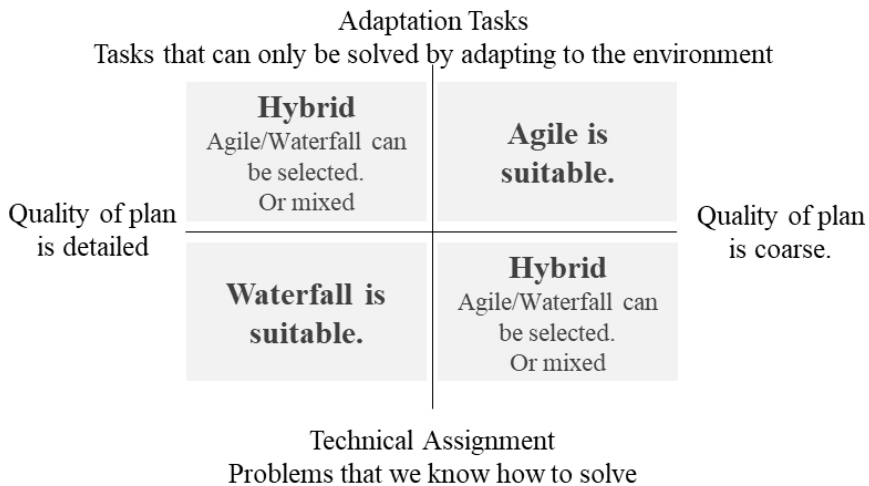 Adaptation Tasks
Tasks that can only be solved by adapting to the environment
Hybrid
Agile/Waterfall can
be selected.
Or mixed
Agile is
suitable.
Quality of plan
is detailed
Quality of plan
is coarse.
Waterfall is
suitable.
Hybrid
Agile/Waterfall can
be selected.
Or mixed
Technical Assignment
Problems that we know how to solve